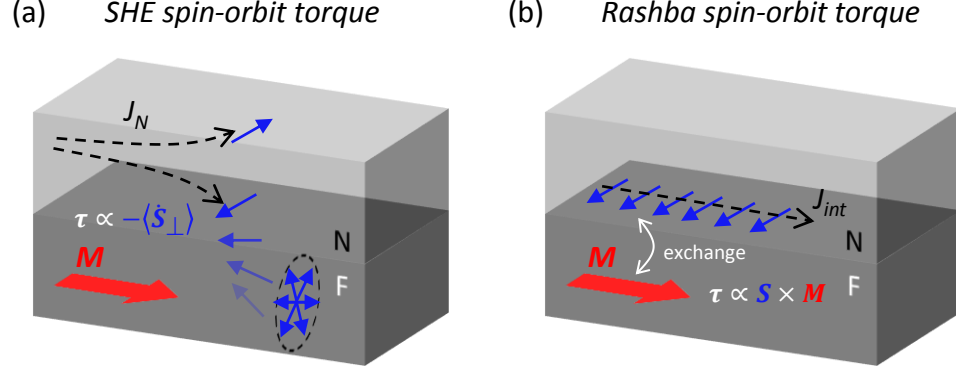 (a) SHE spin-orbit torque
J_N
τ ∝ −⟨Ṡ_⊥⟩
N
M
F
(b) Rashba spin-orbit torque
J_int
N
exchange
M
F
τ ∝ S × M